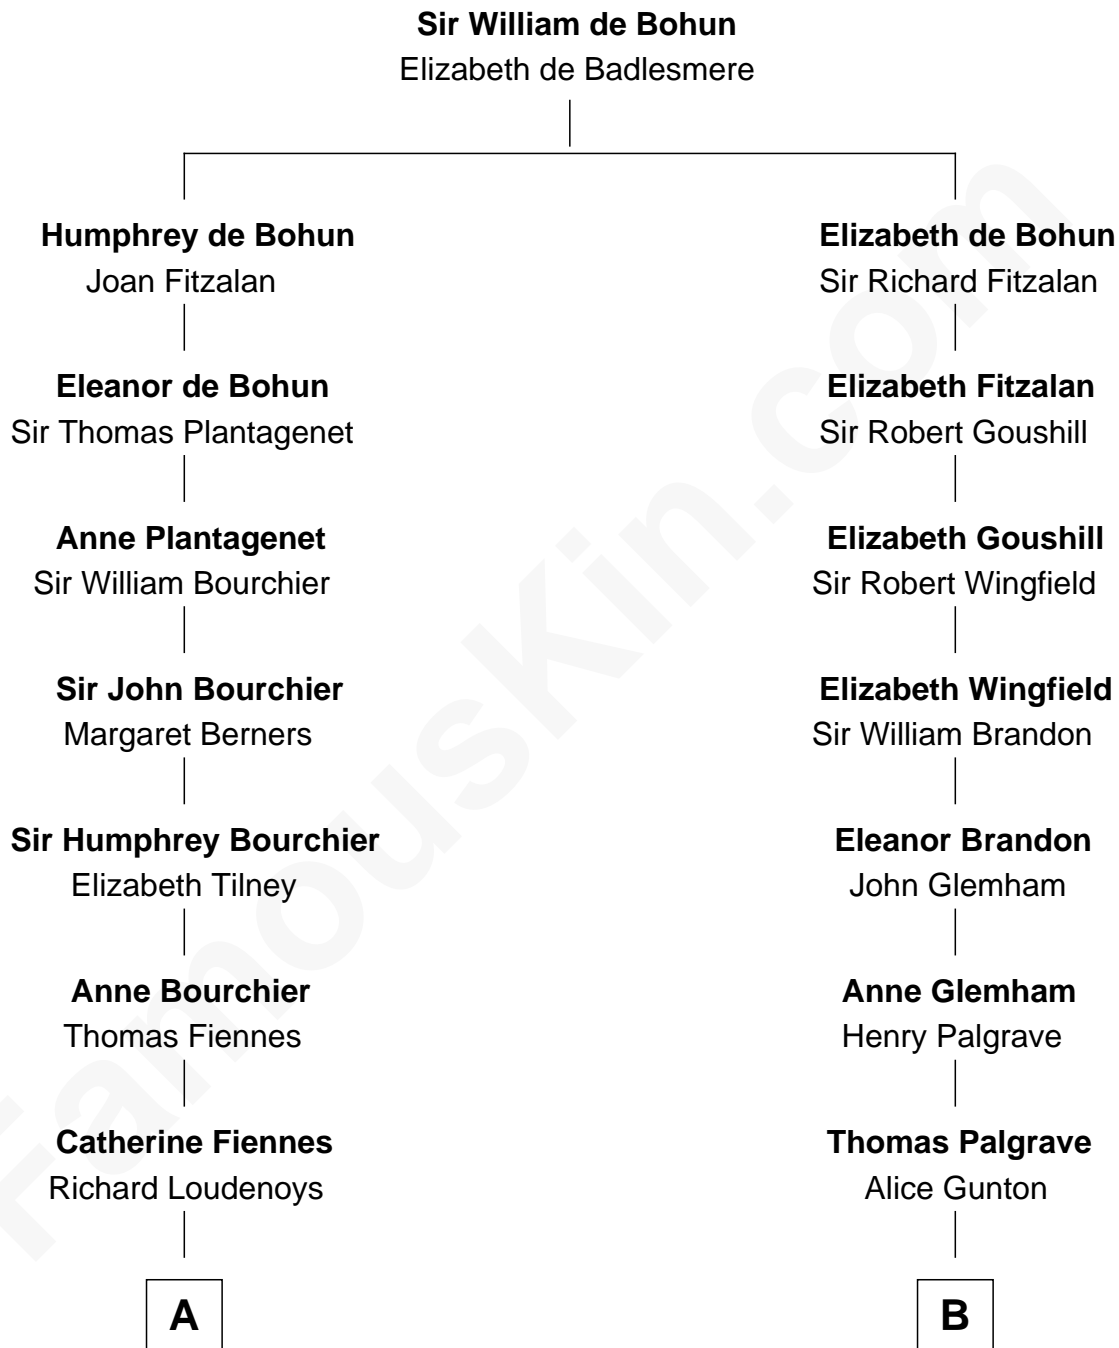 Sir William de Bohun
Elizabeth de Badlesmere
Humphrey de Bohun
Joan Fitzalan
Elizabeth de Bohun
Sir Richard Fitzalan
Eleanor de Bohun
Sir Thomas Plantagenet
Elizabeth Fitzalan
Sir Robert Goushill
Anne Plantagenet
Sir William Bourchier
Elizabeth Goushill
Sir Robert Wingfield
Sir John Bourchier
Margaret Berners
Elizabeth Wingfield
Sir William Brandon
Sir Humphrey Bourchier
Elizabeth Tilney
Eleanor Brandon
John Glemham
Anne Bourchier
Thomas Fiennes
Anne Glemham
Henry Palgrave
Catherine Fiennes
Richard Loudenoys
Thomas Palgrave
Alice Gunton
A
B
FamousKin.com